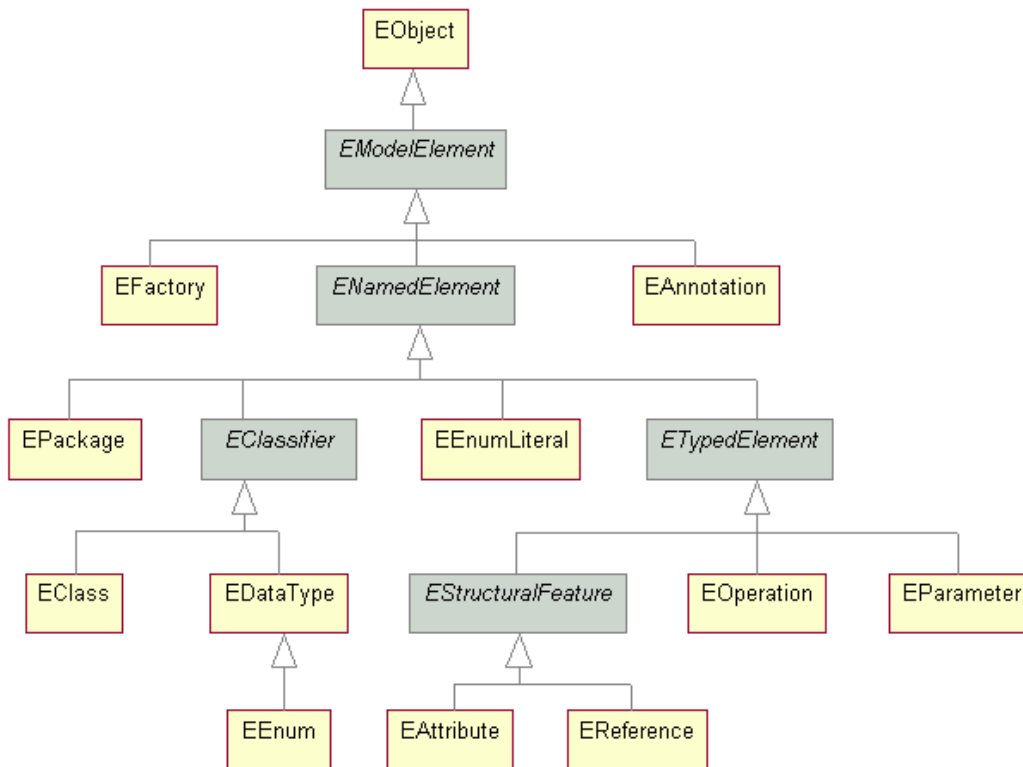 EObject
EModelElement
EFactory
ENamedElement
EAnnotation
EPackage
EClassifier
EEnumLiteral
ETypedElement
EClass
EDataType
EStructuralFeature
EOperation
EParameter
EEnum
EAttribute
EReference